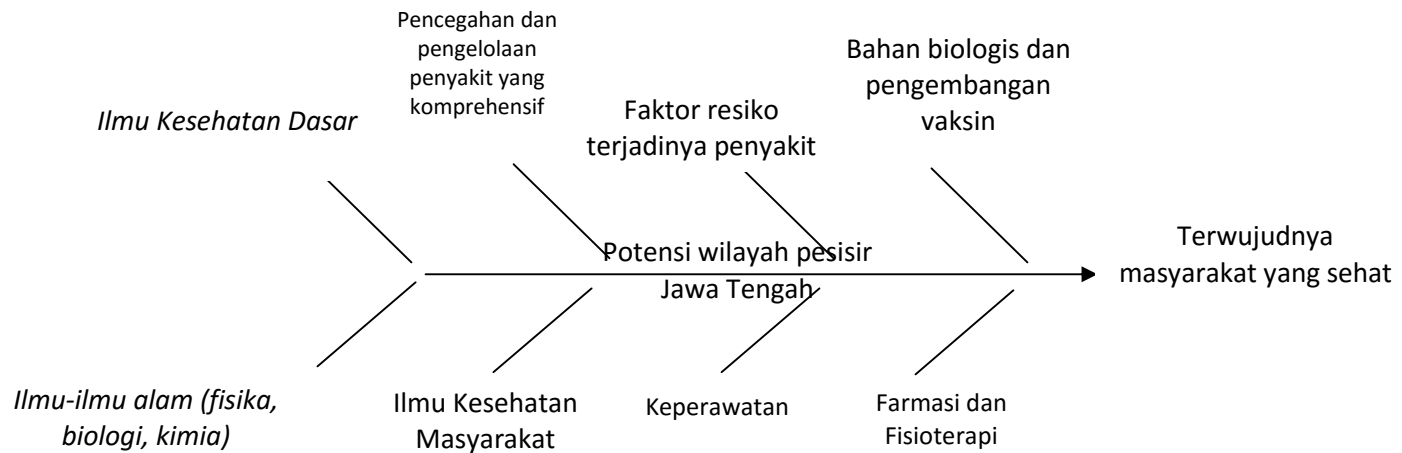 Pencegahan dan
pengelolaan
penyakit yang
komprehensif
Bahan biologis dan
pengembangan
vaksin
Ilmu Kesehatan Dasar
Faktor resiko
terjadinya penyakit
Potensi wilayah pesisir
Jawa Tengah
Terwujudnya
masyarakat yang sehat
Ilmu-ilmu alam (fisika,
biologi, kimia)
Ilmu Kesehatan
Masyarakat
Keperawatan
Farmasi dan
Fisioterapi